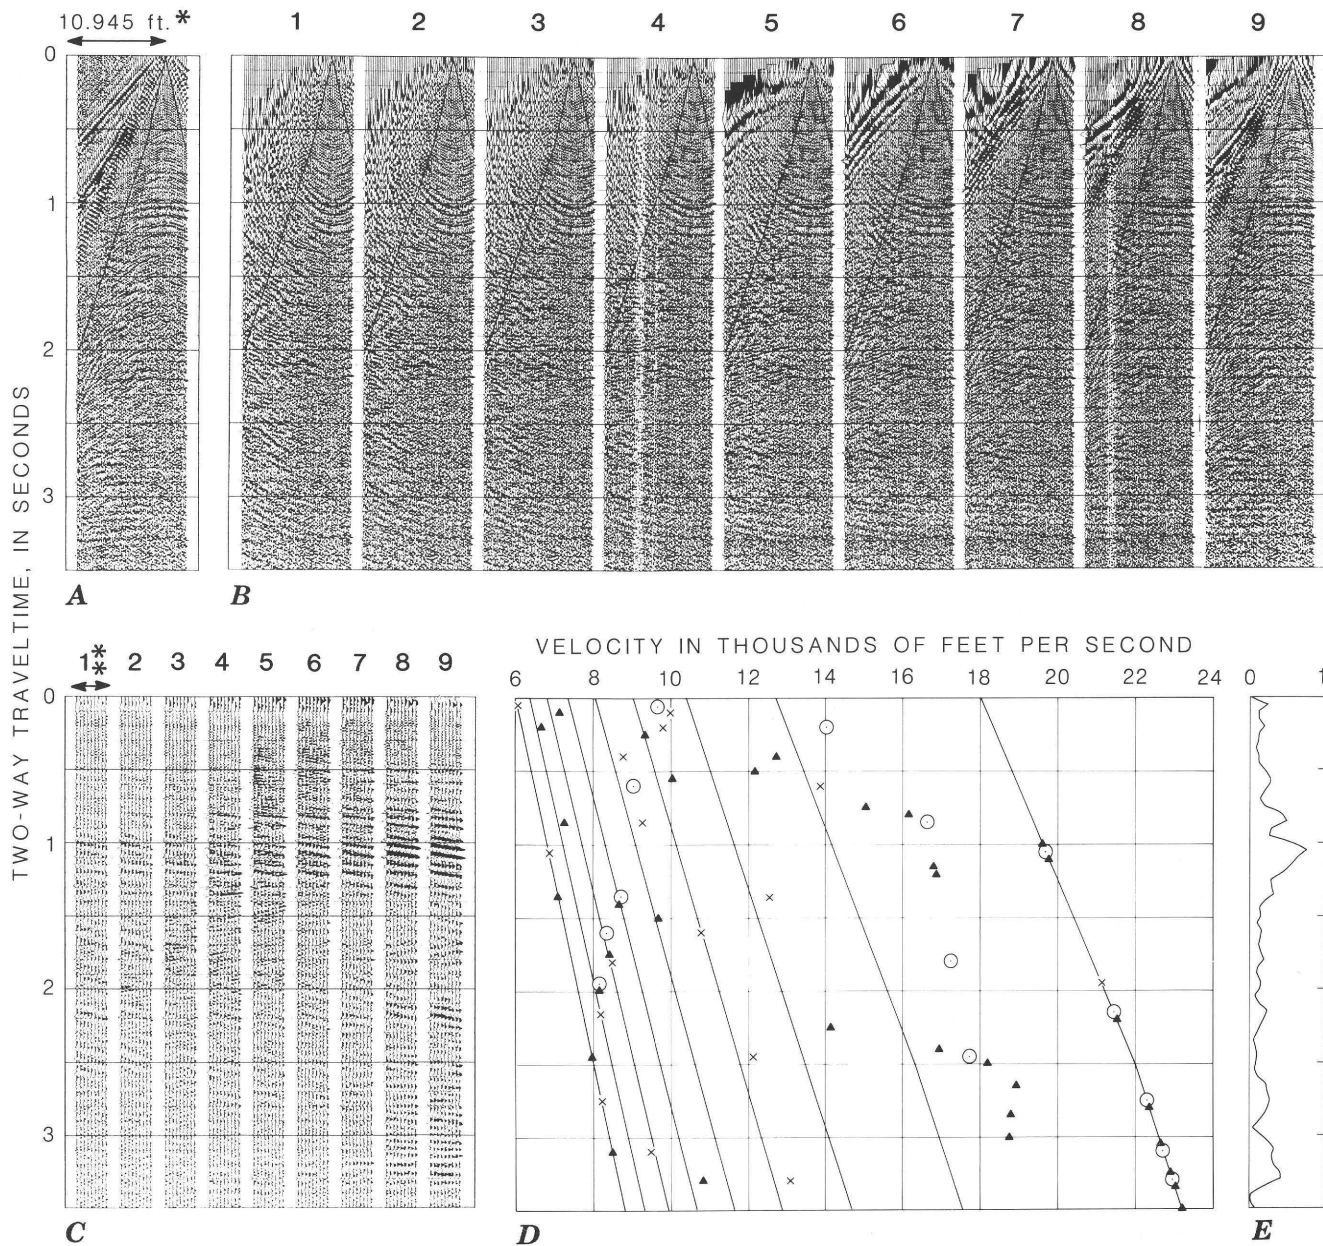 10.945 ft.*
1 2 3 4 5 6 7 8 9
0
1
2
3
TWO-WAY TRAVELTIME, IN SECONDS
A
B
1** 2 3 4 5 6 7 8 9
0
1
2
3
C
VELOCITY IN THOUSANDS OF FEET PER SECOND
6 8 10 12 14 16 18 20 22 24
D
0 1
E